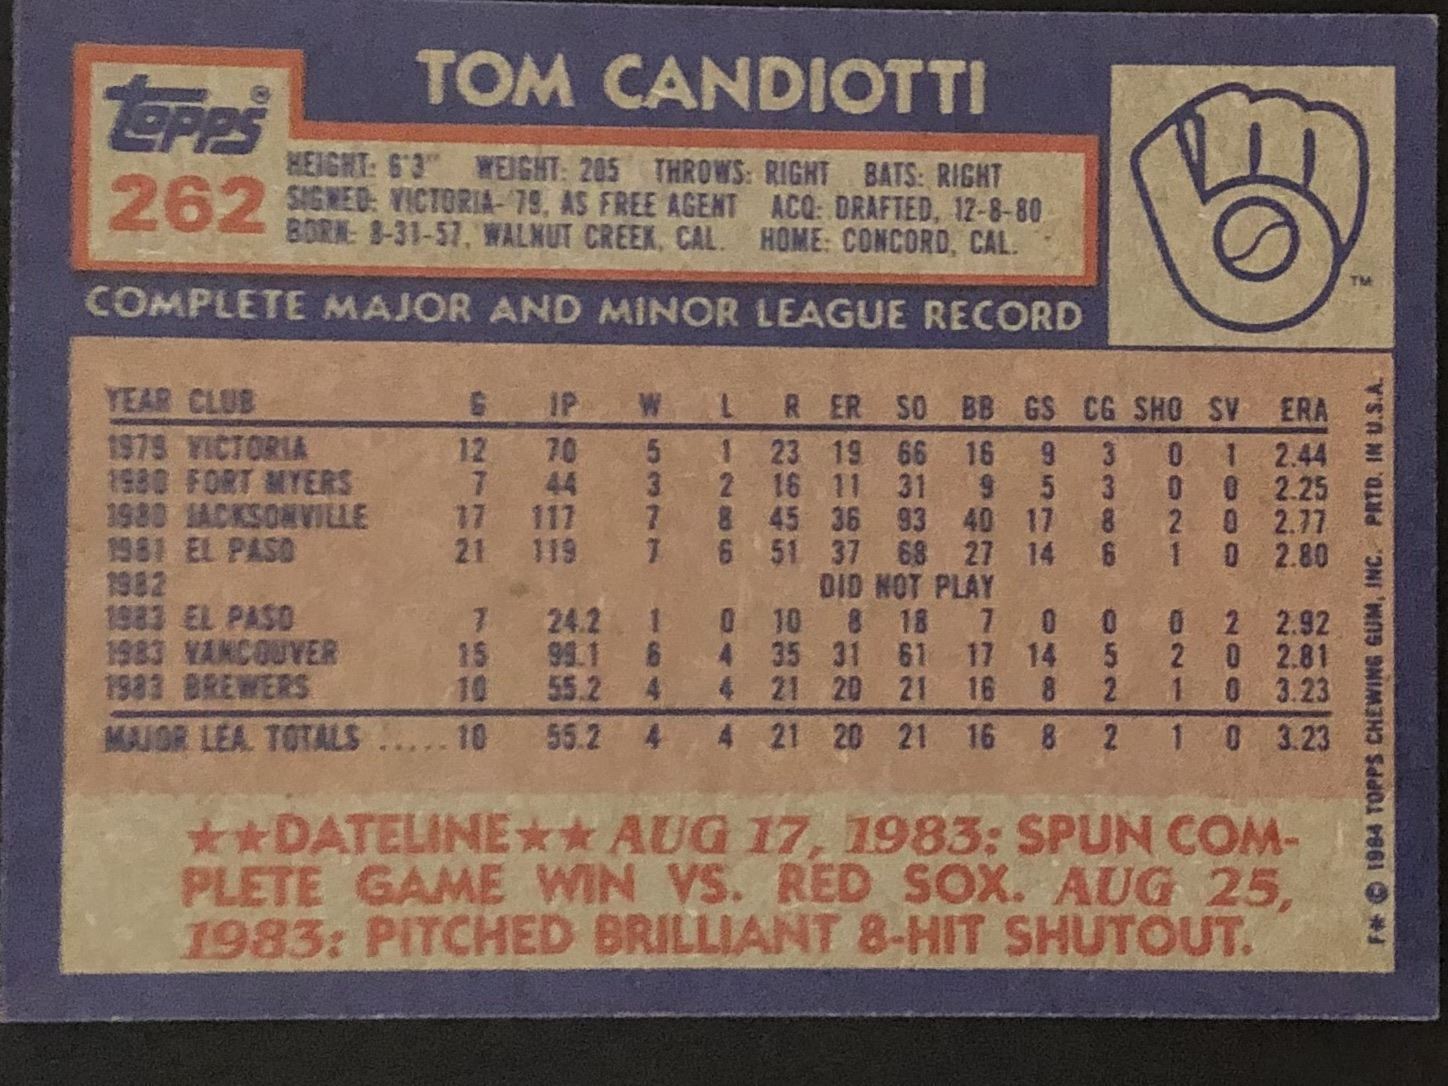 TOM CANDIOTTI
Topps®
262
HEIGHT: 6'3" WEIGHT: 205 THROWS: RIGHT BATS: RIGHT
SIGNED: VICTORIA-'79, AS FREE AGENT ACQ: DRAFTED, 12-8-80
BORN: 8-31-57, WALNUT CREEK, CAL. HOME: CONCORD, CAL.
TM
COMPLETE MAJOR AND MINOR LEAGUE RECORD
YEAR CLUB G IP W L R ER SO BB GS CG SHO SV ERA
1979 VICTORIA 12 70 5 1 23 19 66 16 9 3 0 1 2.44
1980 FORT MYERS 7 44 3 2 16 11 31 9 5 3 0 0 2.25
1980 JACKSONVILLE 17 117 7 8 45 36 93 40 17 8 2 0 2.77
1981 EL PASO 21 119 7 6 51 37 68 27 14 6 1 0 2.80
1982 DID NOT PLAY
1983 EL PASO 7 24.2 1 0 10 8 18 7 0 0 0 2 2.92
1983 VANCOUVER 15 99.1 6 4 35 31 61 17 14 5 2 0 2.81
1983 BREWERS 10 55.2 4 4 21 20 21 16 8 2 1 0 3.23
MAJOR LEA. TOTALS ..... 10 55.2 4 4 21 20 21 16 8 2 1 0 3.23
★★DATELINE★★ AUG 17, 1983: SPUN COM-
PLETE GAME WIN VS. RED SOX. AUG 25,
1983: PITCHED BRILLIANT 8-HIT SHUTOUT.
F* © 1984 TOPPS CHEWING GUM, INC. PRTD. IN U.S.A.